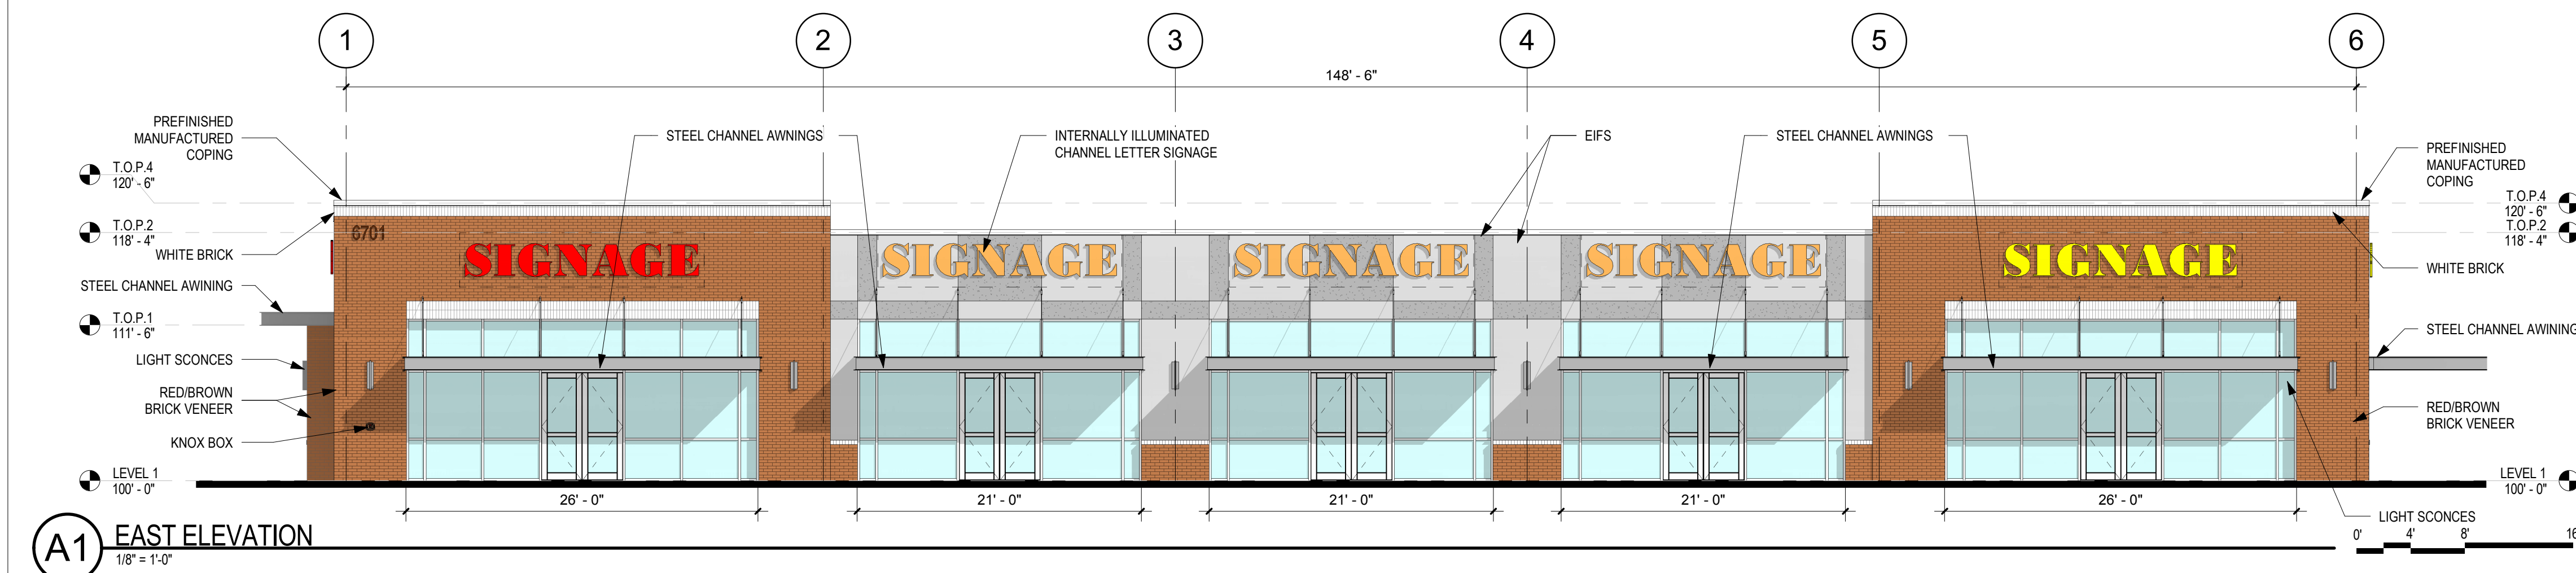 1 2 3 4 5 6
148' - 6"
PREFINISHED
MANUFACTURED
COPING
T.O.P.4
120' - 6"
T.O.P.2
118' - 4"
WHITE BRICK
STEEL CHANNEL AWINING
T.O.P.1
111' - 6"
LIGHT SCONCES
RED/BROWN
BRICK VENEER
KNOX BOX
LEVEL 1
100' - 0"
STEEL CHANNEL AWNINGS
INTERNALLY ILLUMINATED
CHANNEL LETTER SIGNAGE
EIFS
STEEL CHANNEL AWNINGS
6701
SIGNAGE SIGNAGE SIGNAGE SIGNAGE SIGNAGE
PREFINISHED
MANUFACTURED
COPING
T.O.P.4
120' - 6"
T.O.P.2
118' - 4"
WHITE BRICK
STEEL CHANNEL AWINING
RED/BROWN
BRICK VENEER
LEVEL 1
100' - 0"
LIGHT SCONCES
26' - 0" 21' - 0" 21' - 0" 21' - 0" 26' - 0"
A1 EAST ELEVATION
1/8" = 1'-0"
0' 4' 8' 16